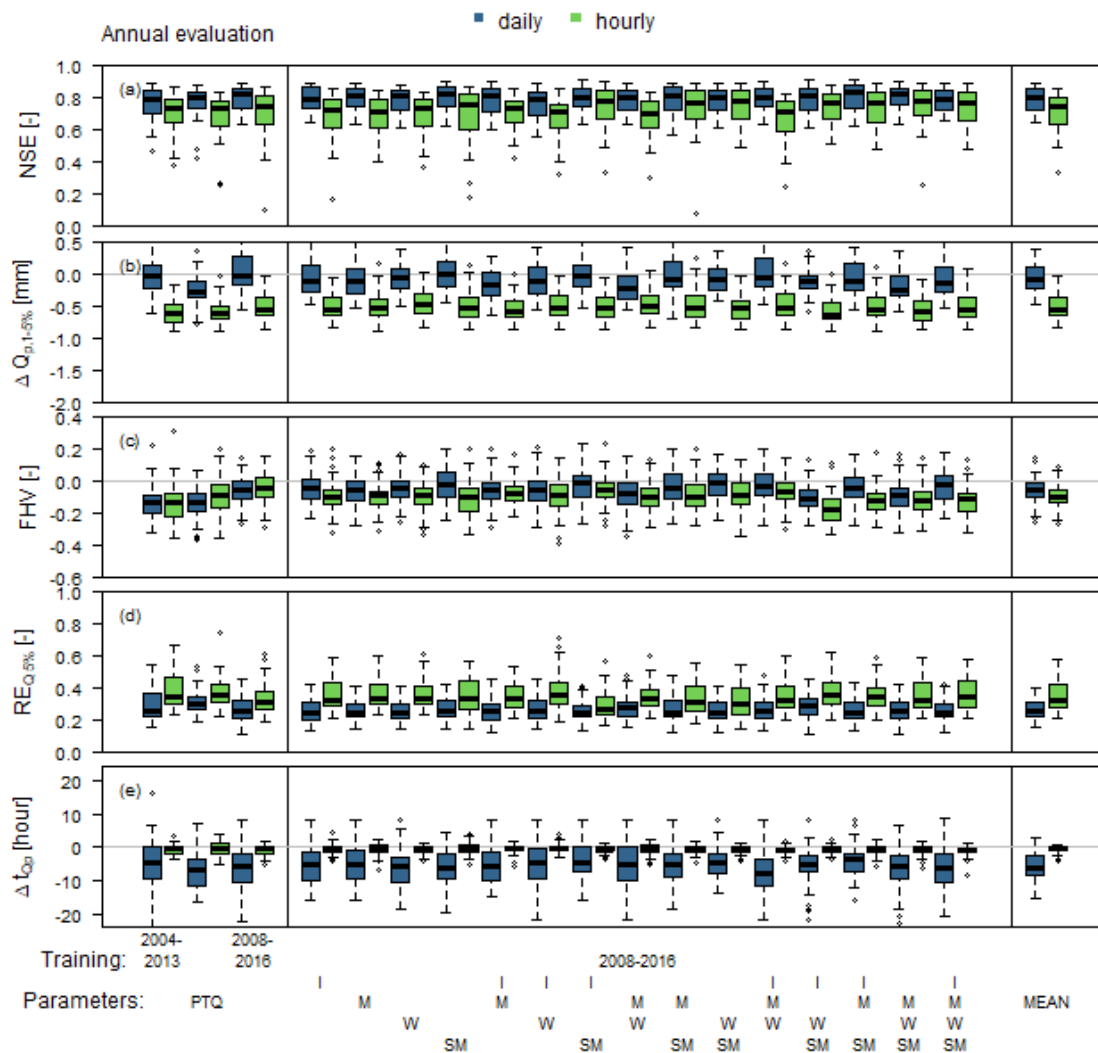 daily hourly
Annual evaluation
1.0
0.8
0.6
0.4
0.2
0.0
NSE [-]
(a)
0.5
0.0
-0.5
-1.0
-1.5
-2.0
Δ Qp,1-5% [mm]
(b)
0.4
0.2
0.0
-0.2
-0.4
-0.6
FHV [-]
(c)
1.0
0.8
0.6
0.4
0.2
0.0
REQ,5% [-]
(d)
20
10
0
-10
-20
Δ tQp [hour]
(e)
Training: 2004-2013 2008-2016 2008-2016
Parameters: PTQ
I I I I I I I I
M M M M M M M M
W W W W W W W W
SM SM SM SM SM SM SM SM
MEAN